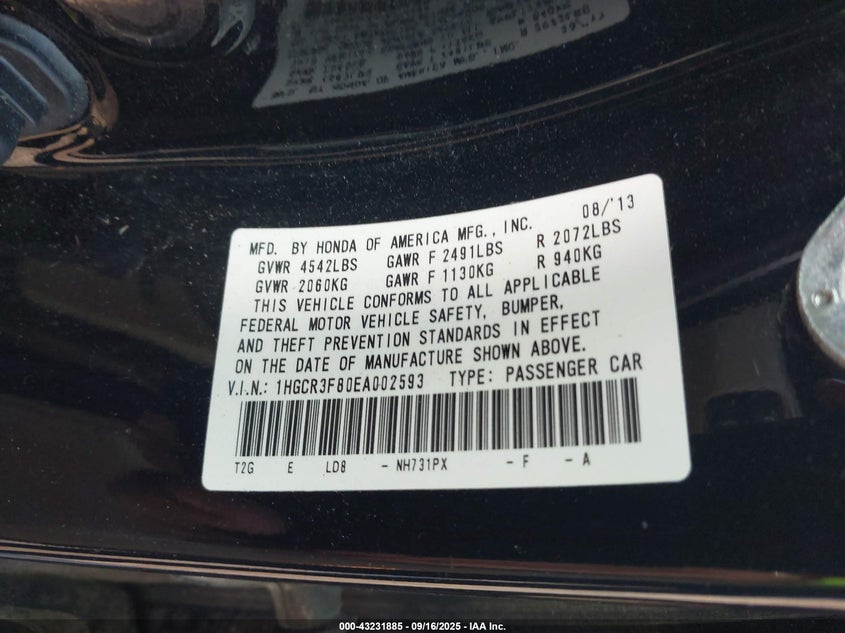 MFD. BY HONDA OF AMERICA MFG., INC. 08/'13
GVWR 4542LBS GAWR F 2491LBS R 2072LBS
GVWR 2060KG GAWR F 1130KG R 940KG
THIS VEHICLE CONFORMS TO ALL APPLICABLE
FEDERAL MOTOR VEHICLE SAFETY, BUMPER,
AND THEFT PREVENTION STANDARDS IN EFFECT
ON THE DATE OF MANUFACTURE SHOWN ABOVE.
V.I.N.: 1HGCR3F80EA002593 TYPE: PASSENGER CAR
T2G E LD8 - NH731PX - F - A
000-43231885 - 09/16/2025 - IAA Inc.